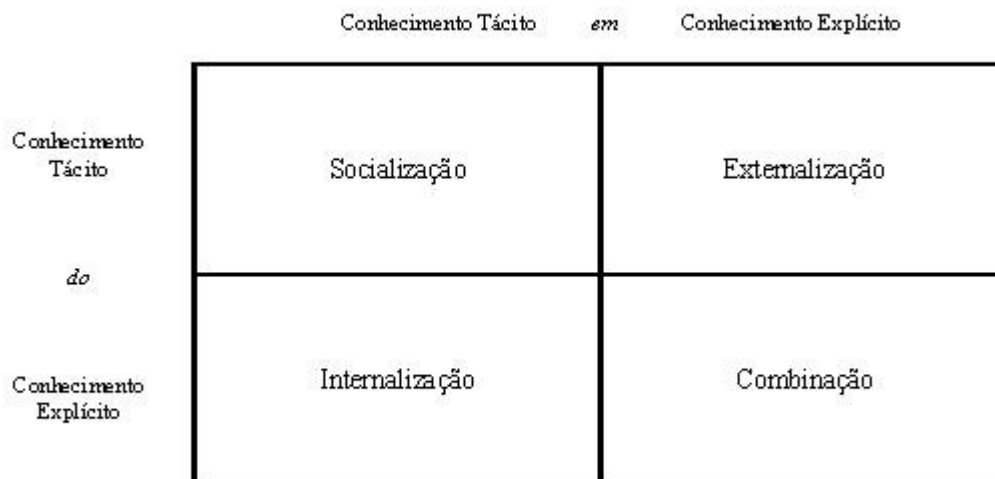 Conhecimento Tácito em Conhecimento Explícito
Conhecimento
Tácito
Socialização Externalização
do
Conhecimento
Explícito
Internalização Combinação